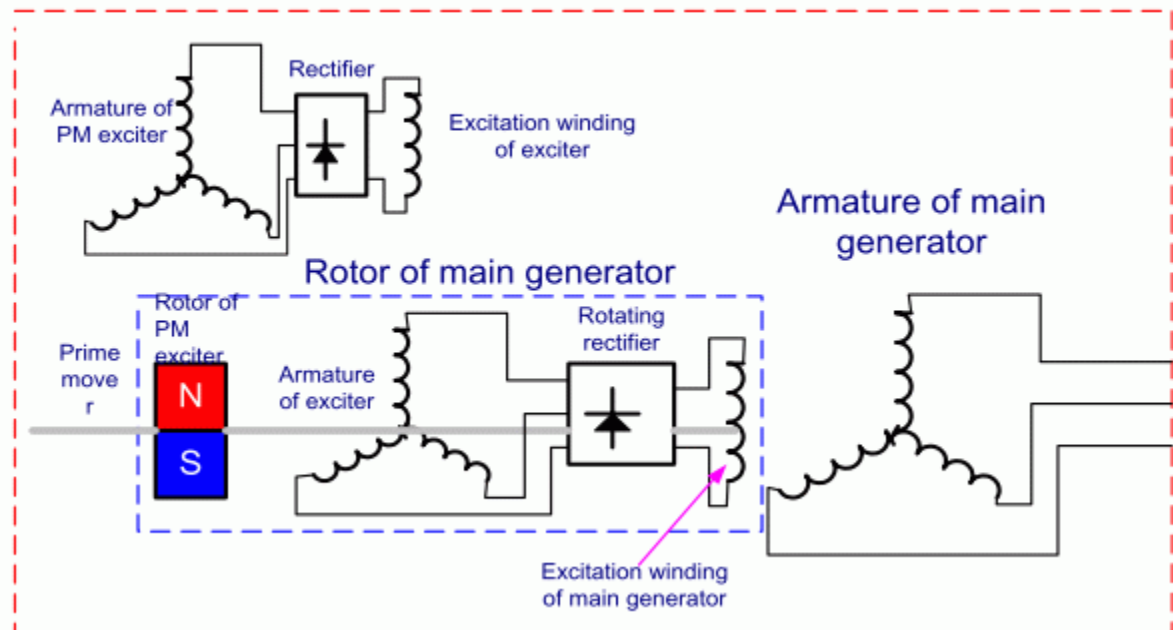 Rectifier
Armature of
PM exciter
Excitation winding
of exciter
Armature of main
generator
Rotor of main generator
Rotor of
PM
exciter
Prime
move
r
N
S
Armature
of exciter
Rotating
rectifier
Excitation winding
of main generator